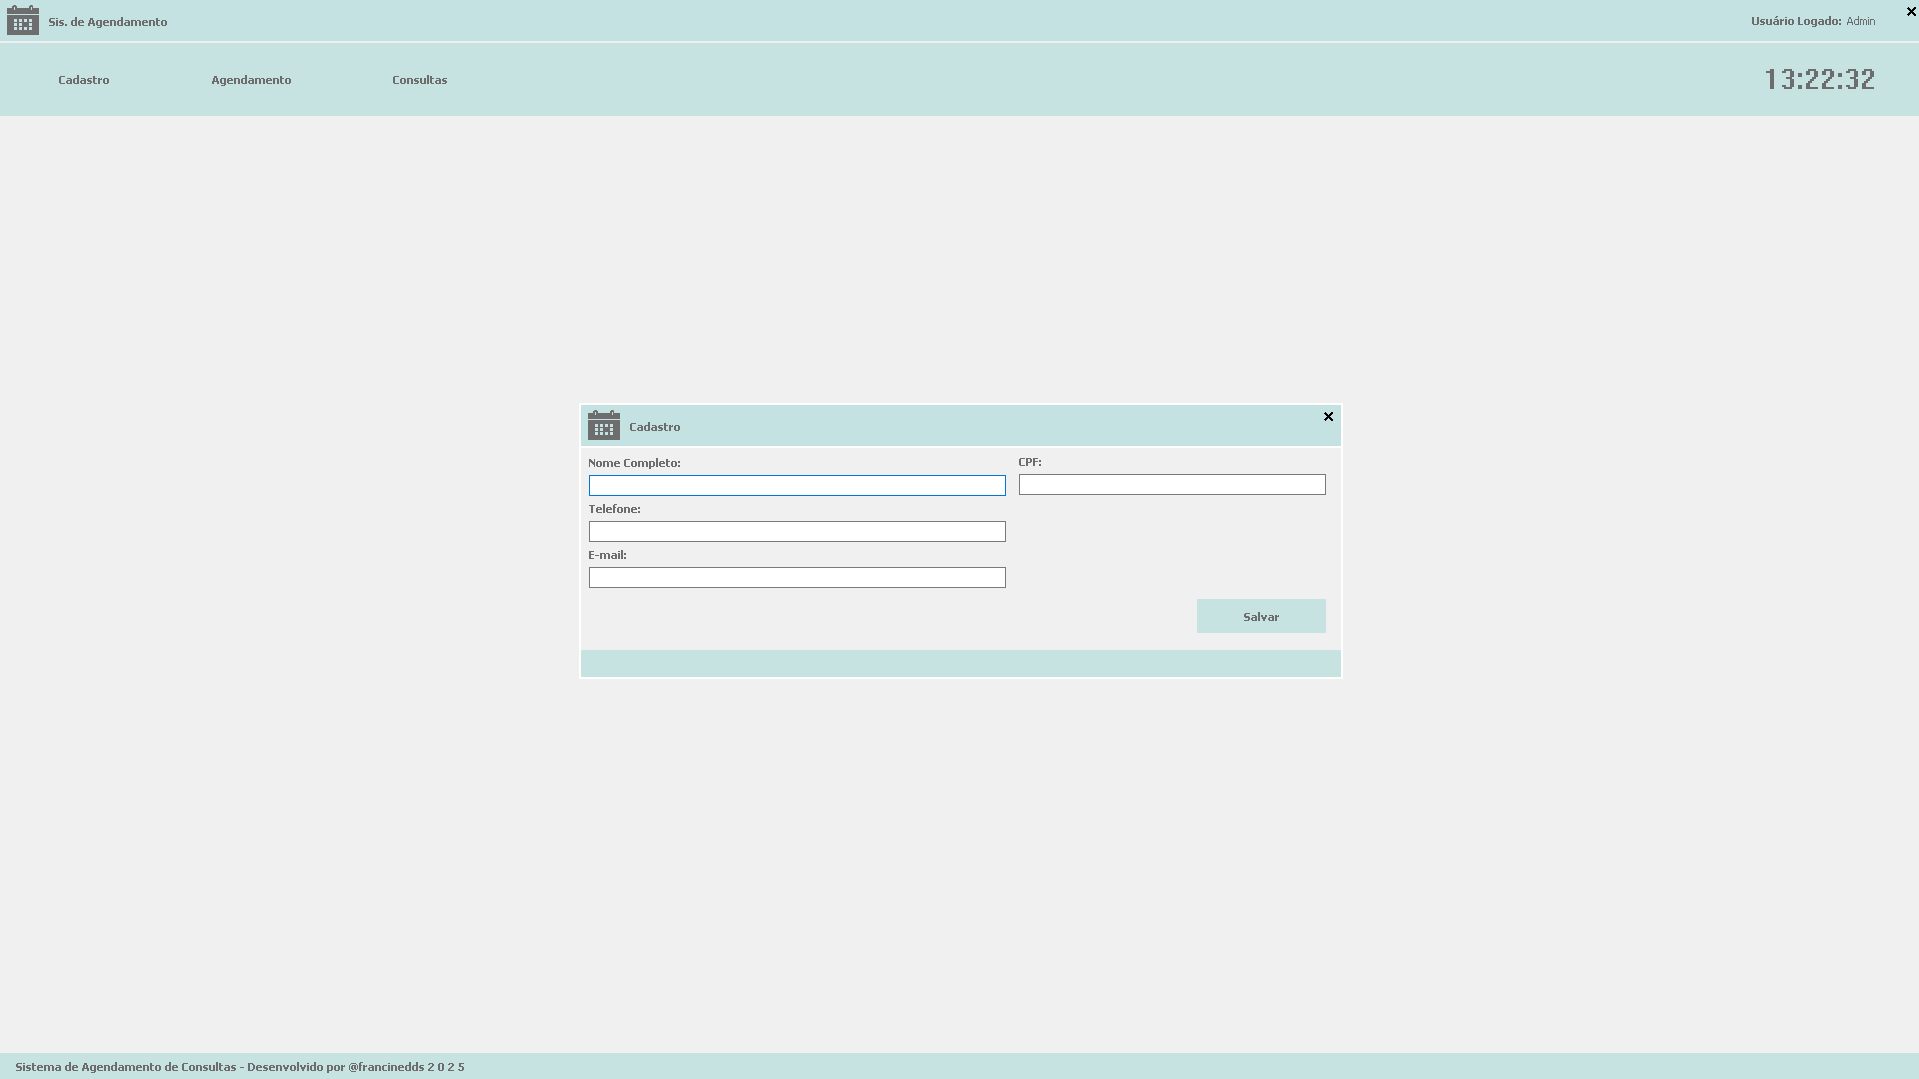 Sis. de Agendamento
Usuário Logado: Admin
Cadastro
Agendamento
Consultas
13:22:32
Cadastro
Nome Completo:
CPF:
Telefone:
E-mail:
Salvar
Sistema de Agendamento de Consultas - Desenvolvido por @francinedds 2 0 2 5